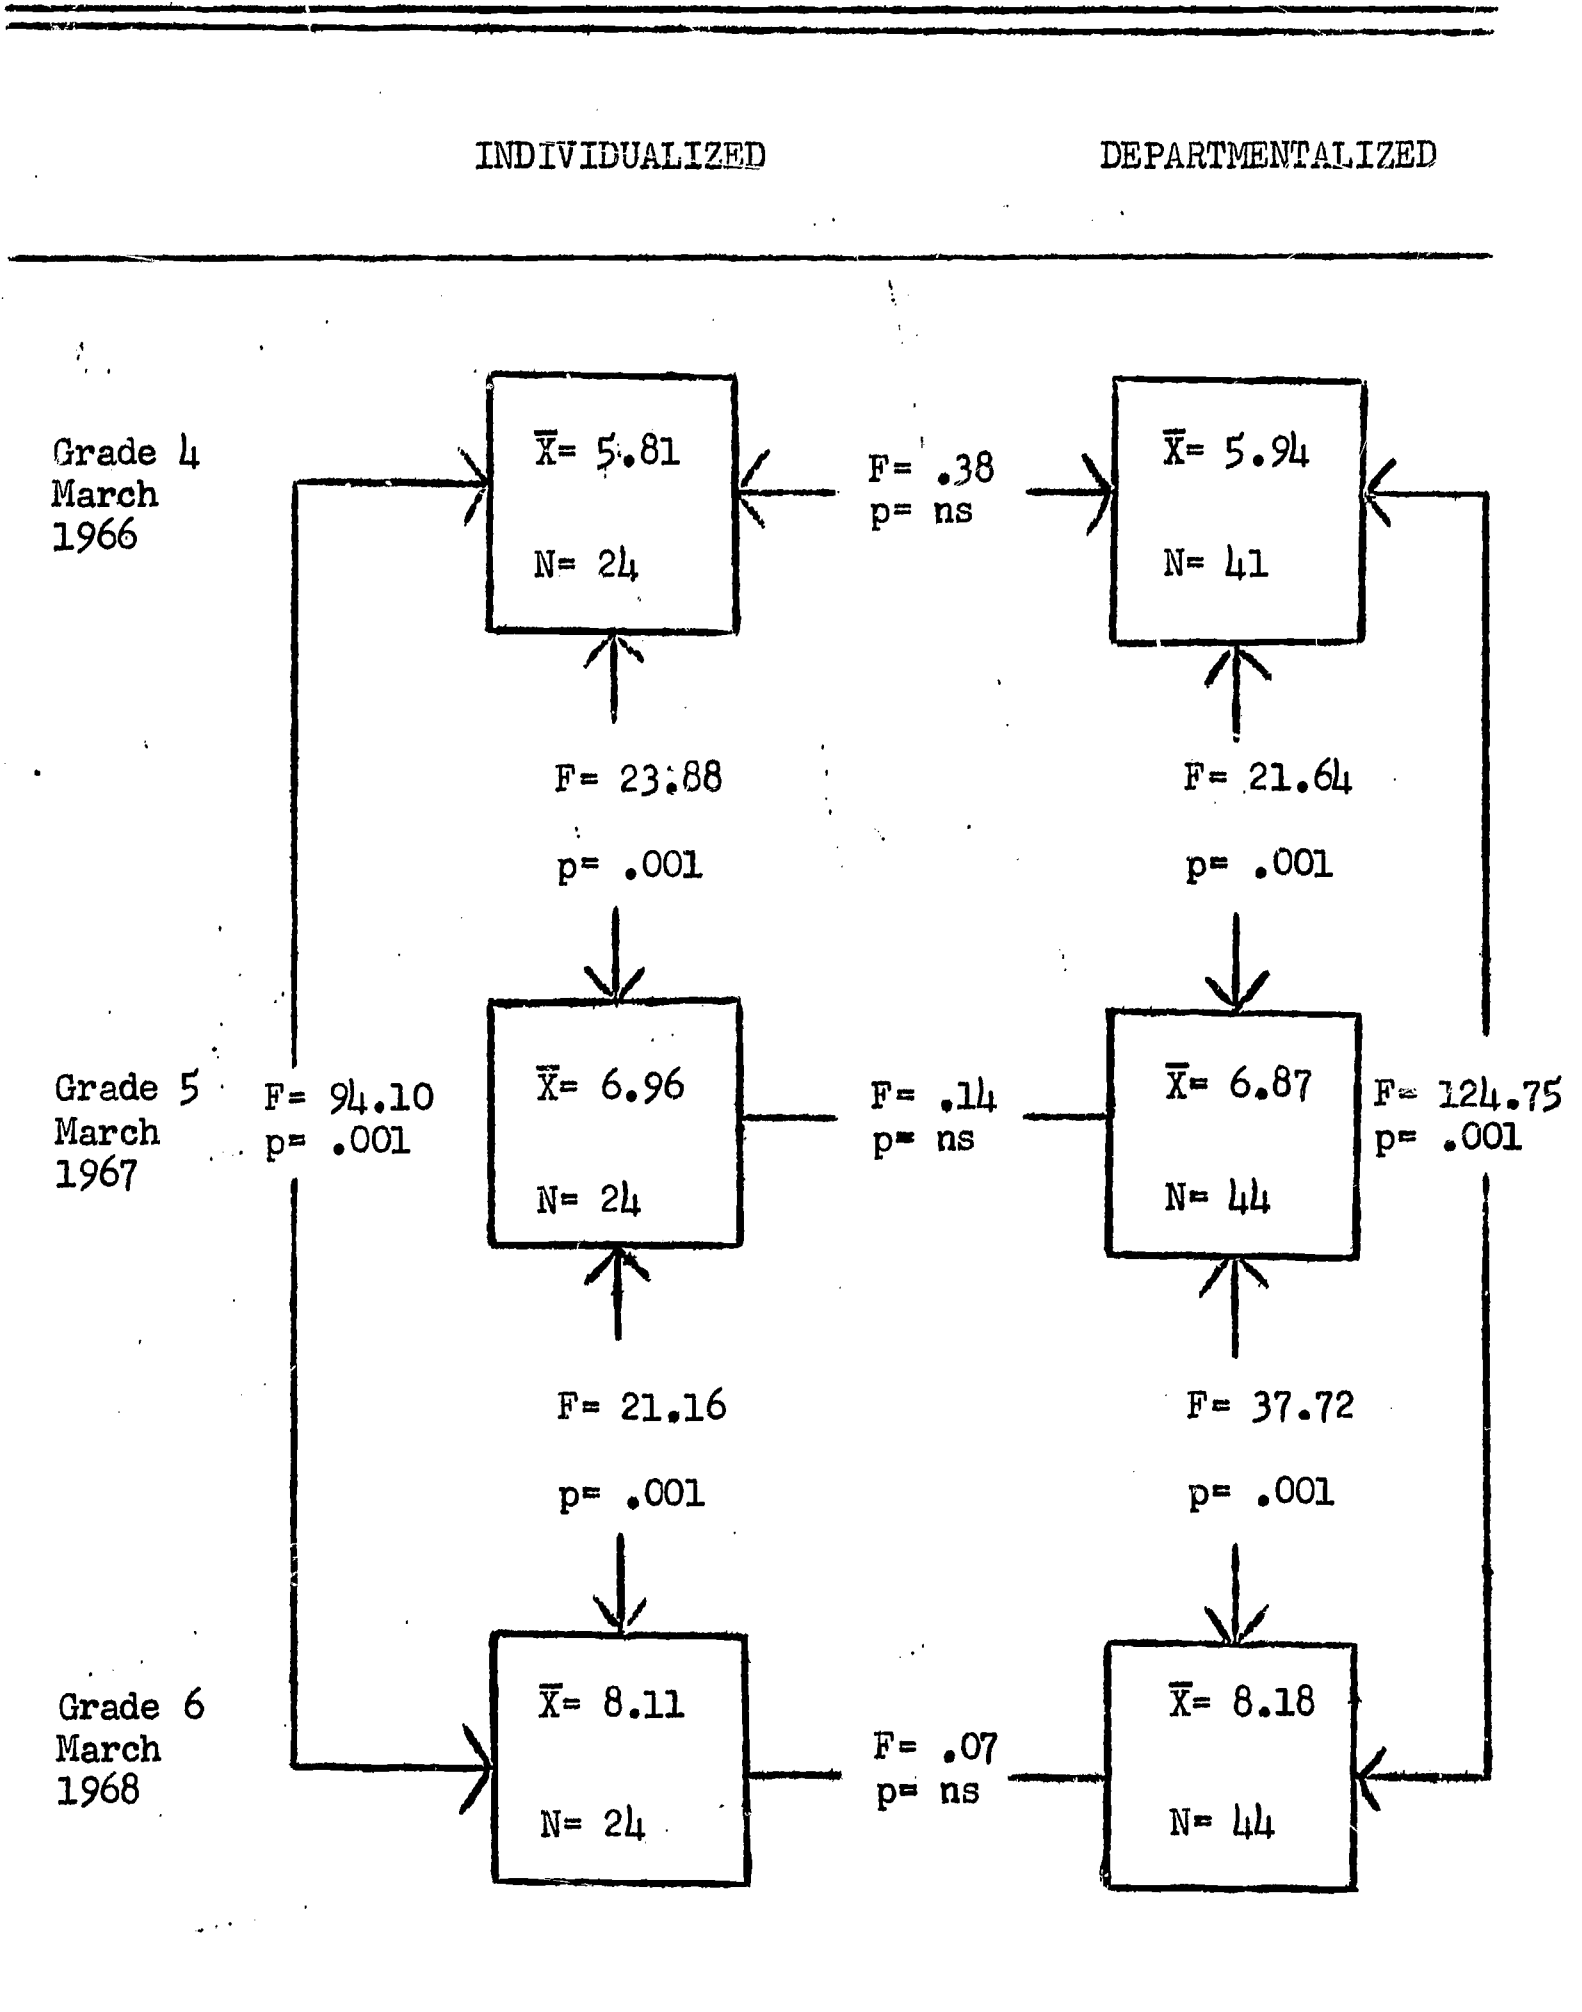 INDIVIDUALIZED DEPARTMENTALIZED
Grade 4
March
1966
X̅= 5.81
N= 24
F= .38
p= ns
X̅= 5.94
N= 41
F= 23.88
p= .001
F= 21.64
p= .001
Grade 5
March
1967
F= 94.10
p= .001
X̅= 6.96
N= 24
F= .14
p= ns
X̅= 6.87
N= 44
F= 124.75
p= .001
F= 21.16
p= .001
F= 37.72
p= .001
Grade 6
March
1968
X̅= 8.11
N= 24
F= .07
p= ns
X̅= 8.18
N= 44